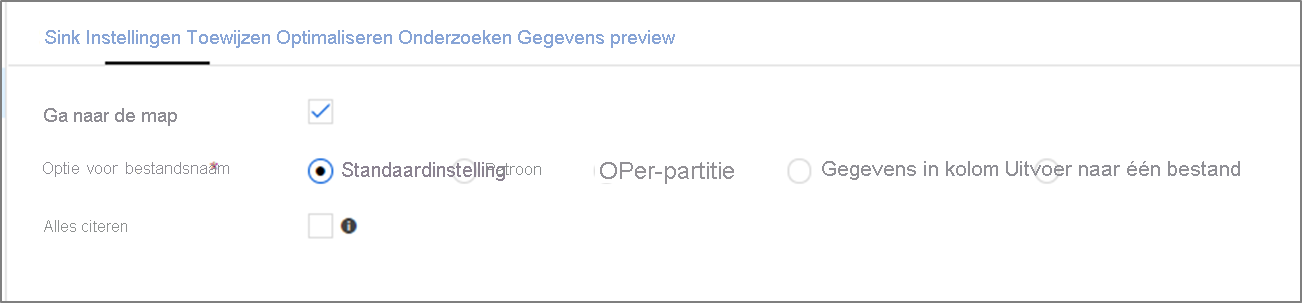 Sink Instellingen Toewijzen Optimaliseren Onderzoeken Gegevens preview
Ga naar de map
Optie voor bestandsnaam * Standaardinstelling Patroon OPer-partitie Gegevens in kolom Uitvoer naar één bestand
Alles citeren